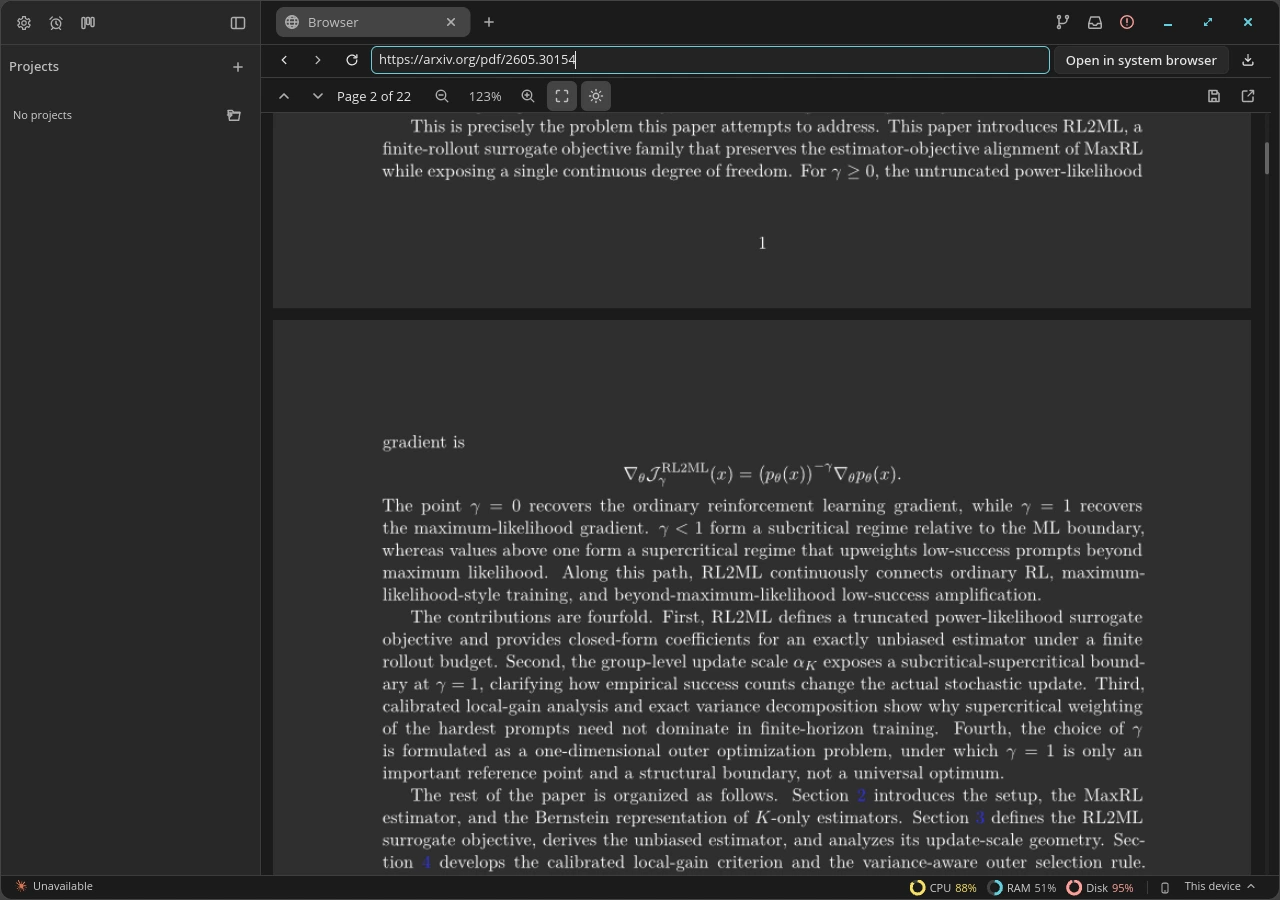 Browser
Projects
https://arxiv.org/pdf/2605.30154
Open in system browser
Page 2 of 22
123%
No projects
This is precisely the problem this paper attempts to address. This paper introduces RL2ML, a
finite-rollout surrogate objective family that preserves the estimator-objective alignment of MaxRL
while exposing a single continuous degree of freedom. For γ ≥ 0, the untruncated power-likelihood
1
gradient is
∇θ𝒥γ^RL2ML(x) = (pθ(x))^−γ ∇θpθ(x).
The point γ = 0 recovers the ordinary reinforcement learning gradient, while γ = 1 recovers
the maximum-likelihood gradient. γ < 1 form a subcritical regime relative to the ML boundary,
whereas values above one form a supercritical regime that upweights low-success prompts beyond
maximum likelihood. Along this path, RL2ML continuously connects ordinary RL, maximum-
likelihood-style training, and beyond-maximum-likelihood low-success amplification.
The contributions are fourfold. First, RL2ML defines a truncated power-likelihood surrogate
objective and provides closed-form coefficients for an exactly unbiased estimator under a finite
rollout budget. Second, the group-level update scale αK exposes a subcritical-supercritical bound-
ary at γ = 1, clarifying how empirical success counts change the actual stochastic update. Third,
calibrated local-gain analysis and exact variance decomposition show why supercritical weighting
of the hardest prompts need not dominate in finite-horizon training. Fourth, the choice of γ
is formulated as a one-dimensional outer optimization problem, under which γ = 1 is only an
important reference point and a structural boundary, not a universal optimum.
The rest of the paper is organized as follows. Section 2 introduces the setup, the MaxRL
estimator, and the Bernstein representation of K-only estimators. Section 3 defines the RL2ML
surrogate objective, derives the unbiased estimator, and analyzes its update-scale geometry. Sec-
tion 4 develops the calibrated local-gain criterion and the variance-aware outer selection rule.
Unavailable
CPU 88%
RAM 51%
Disk 95%
This device